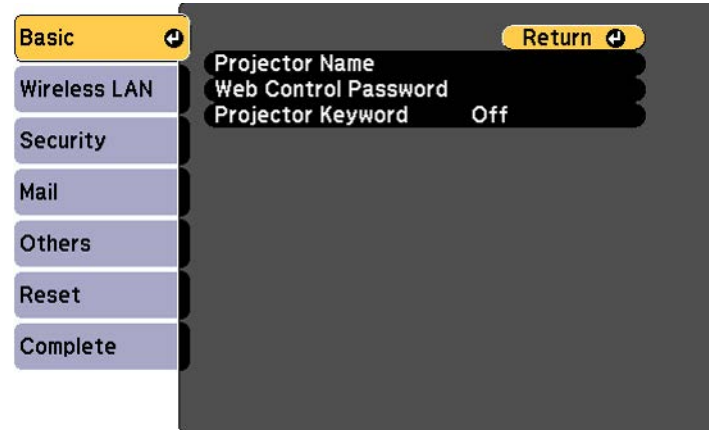 Basic
Wireless LAN
Security
Mail
Others
Reset
Complete
Return
Projector Name
Web Control Password
Projector Keyword Off